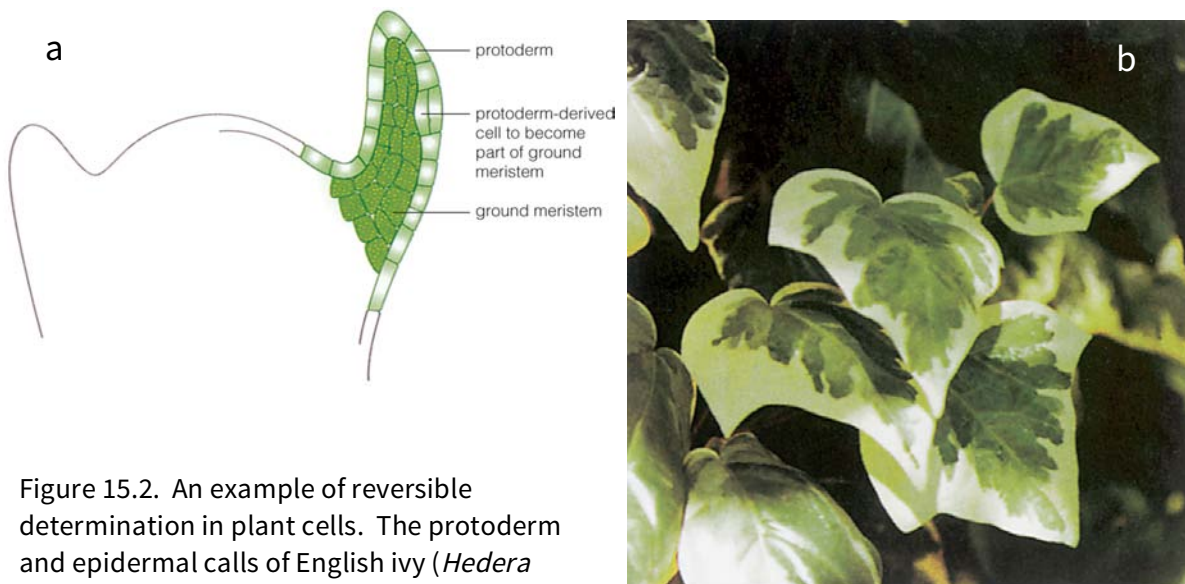 a
protoderm
protoderm-derived
cell to become
part of ground
meristem
ground meristem
b
Figure 15.2.  An example of reversible
determination in plant cells.  The protoderm
and epidermal calls of English ivy (Hedera